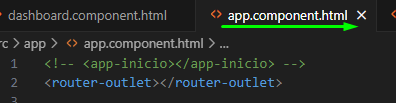 dashboard.component.html
app.component.html ×
rc > app > app.component.html > ...
1 <!-- <app-inicio></app-inicio> -->
2 <router-outlet></router-outlet>